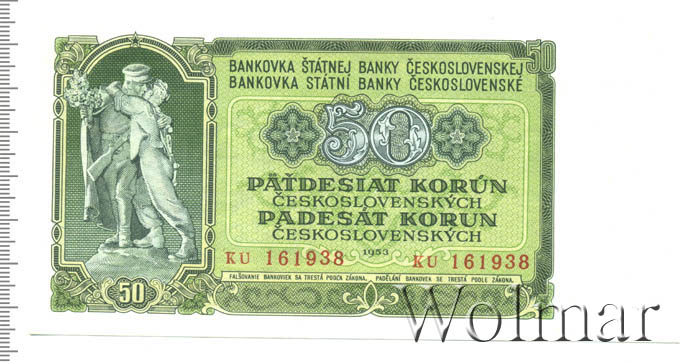 50
BANKOVKA ŠTÁTNEJ BANKY ČESKOSLOVENSKEJ
BANKOVKA STÁTNÍ BANKY ČESKOSLOVENSKÉ
50
PÄŤDESIAT KORÚN
ČESKOSLOVENSKÝCH
PADESÁT KORUN
ČESKOSLOVENSKÝCH
1953
KU 161938 KU 161938
FALŠOVANIE BANKOVIEK SA TRESTÁ PODĽA ZÁKONA. PADĚLÁNÍ BANKOVEK SE TRESTÁ PODLE ZÁKONA.
50
Wolmar